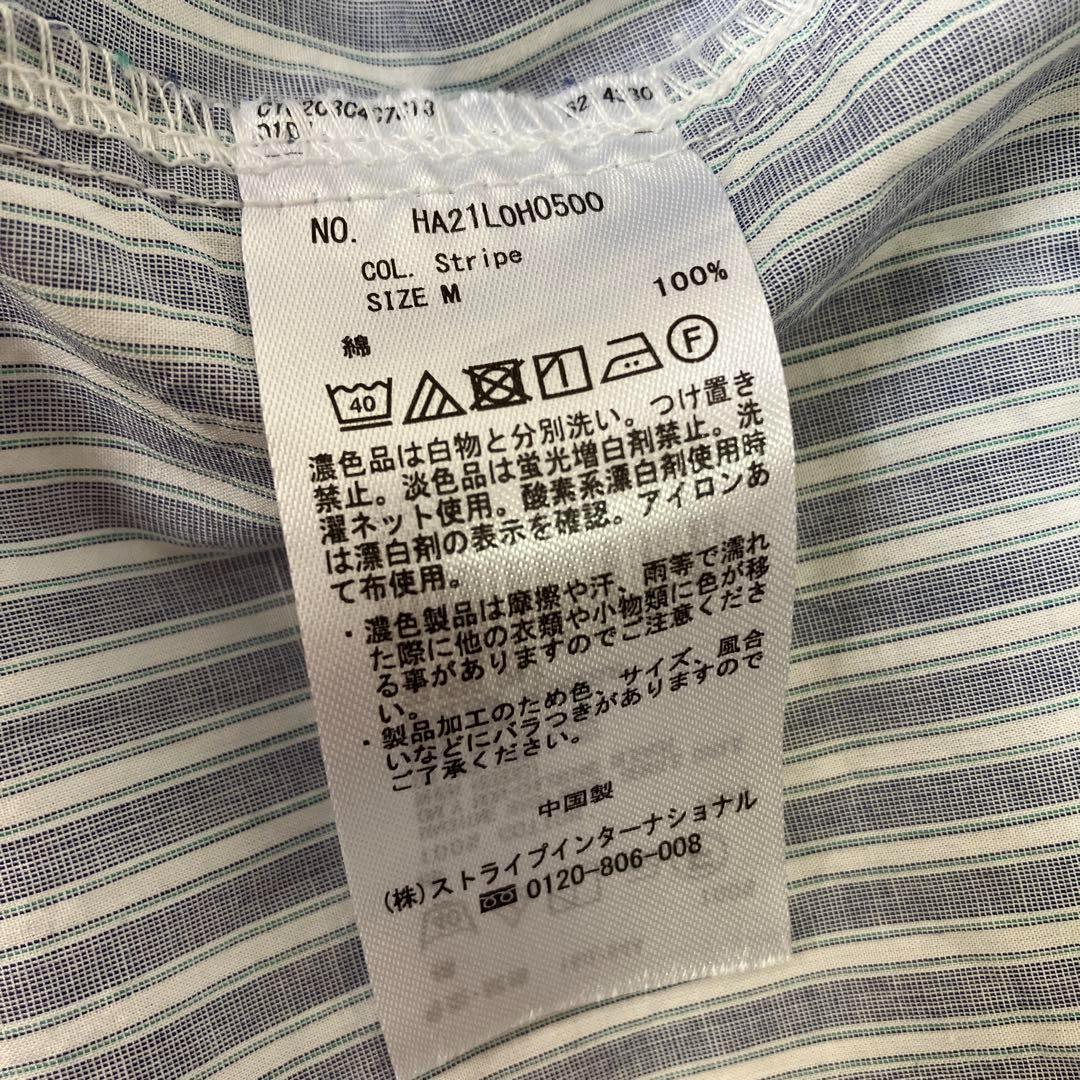 NO. HA21L0H0500
COL. Stripe
SIZE M
綿 100%
40 F
濃色品は白物と分別洗い。つけ置き
禁止。淡色品は蛍光増白剤禁止。洗
濯ネット使用。酸素系漂白剤使用時
は漂白剤の表示を確認。アイロンあ
て布使用。
・濃色製品は摩擦や汗、雨等で濡れ
た際に他の衣類や小物類に色が移
る事がありますのでご注意くださ
い。
・製品加工のため色、サイズ、風合
いなどにバラつきがありますので
ご了承ください。
中国製
(株)ストライプインターナショナル
0120-806-008